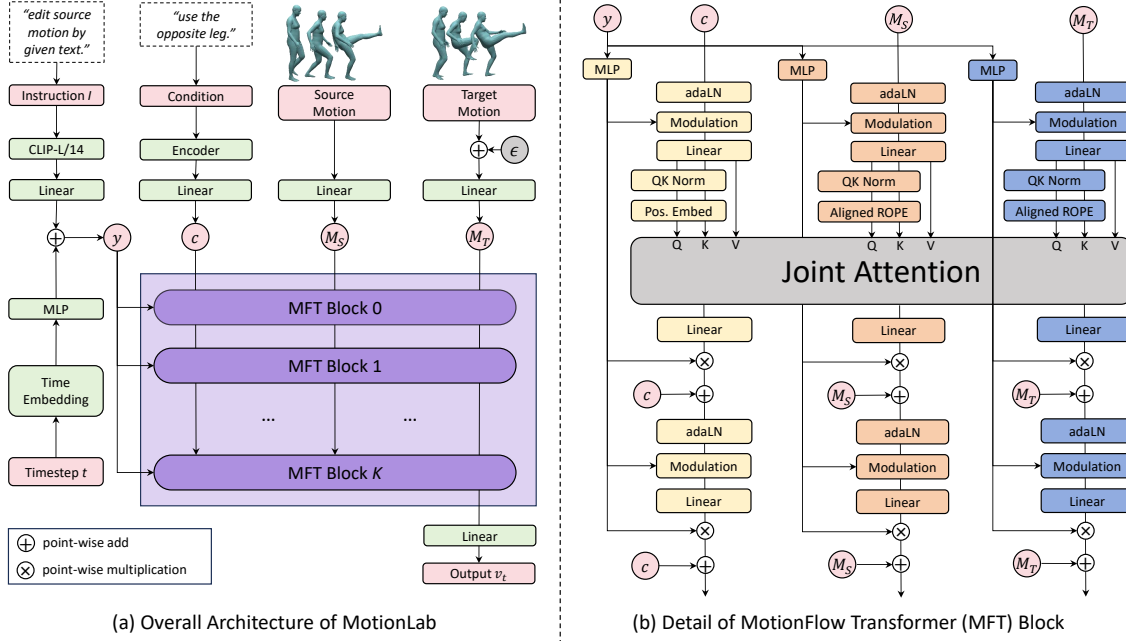 "edit source
motion by
given text."
"use the
opposite leg."
Instruction I
Condition
Source
Motion
Target
Motion
CLIP-L/14
Encoder
+ ϵ
Linear
Linear
Linear
Linear
+ y c M_S M_T
MLP
MFT Block 0
MFT Block 1
Time
Embedding
... ...
Timestep t
MFT Block K
Linear
Output v_t
⊕ point-wise add
⊗ point-wise multiplication
(a) Overall Architecture of MotionLab
y c M_S M_T
MLP MLP MLP
adaLN adaLN adaLN
Modulation Modulation Modulation
Linear Linear Linear
QK Norm QK Norm QK Norm
Pos. Embed Aligned ROPE Aligned ROPE
Q K V Q K V Q K V
Joint Attention
Linear Linear Linear
× × ×
c + M_S + M_T +
adaLN adaLN adaLN
Modulation Modulation Modulation
Linear Linear Linear
× × ×
c + M_S + M_T +
(b) Detail of MotionFlow Transformer (MFT) Block